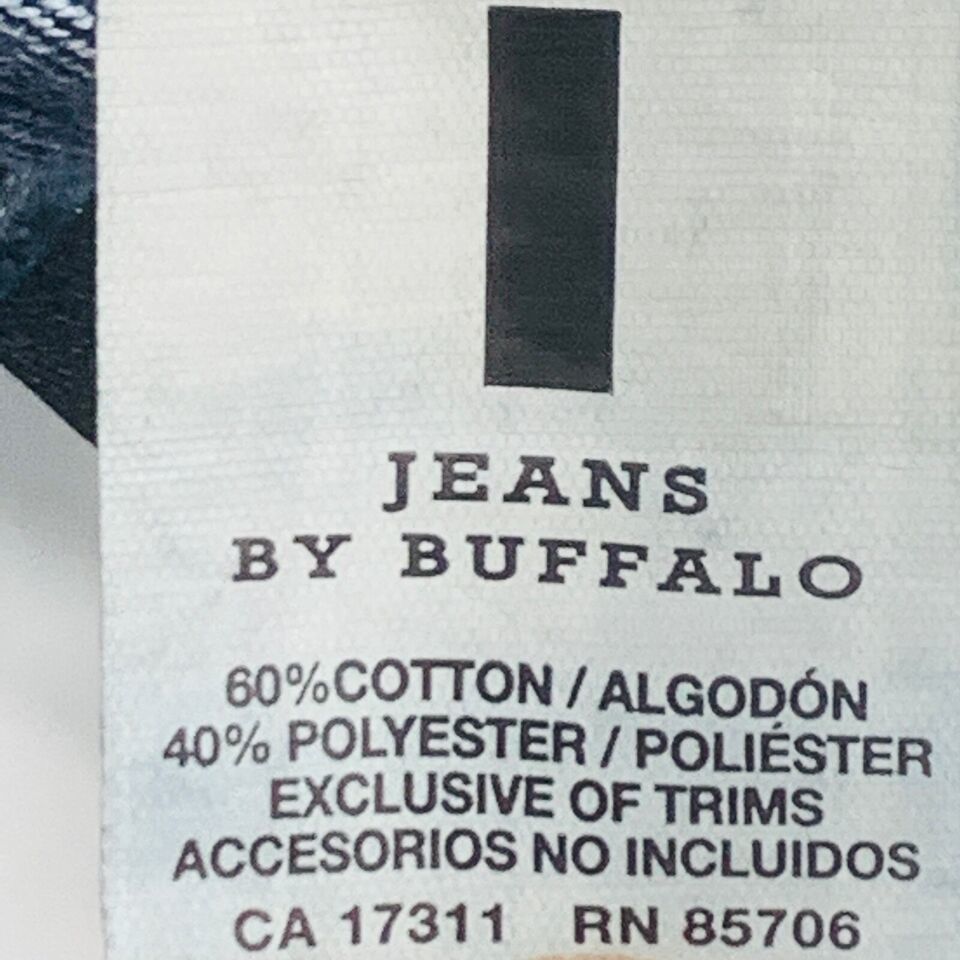 JEANS
BY BUFFALO
60%COTTON / ALGODÓN
40% POLYESTER / POLIÉSTER
EXCLUSIVE OF TRIMS
ACCESORIOS NO INCLUIDOS
CA 17311 RN 85706